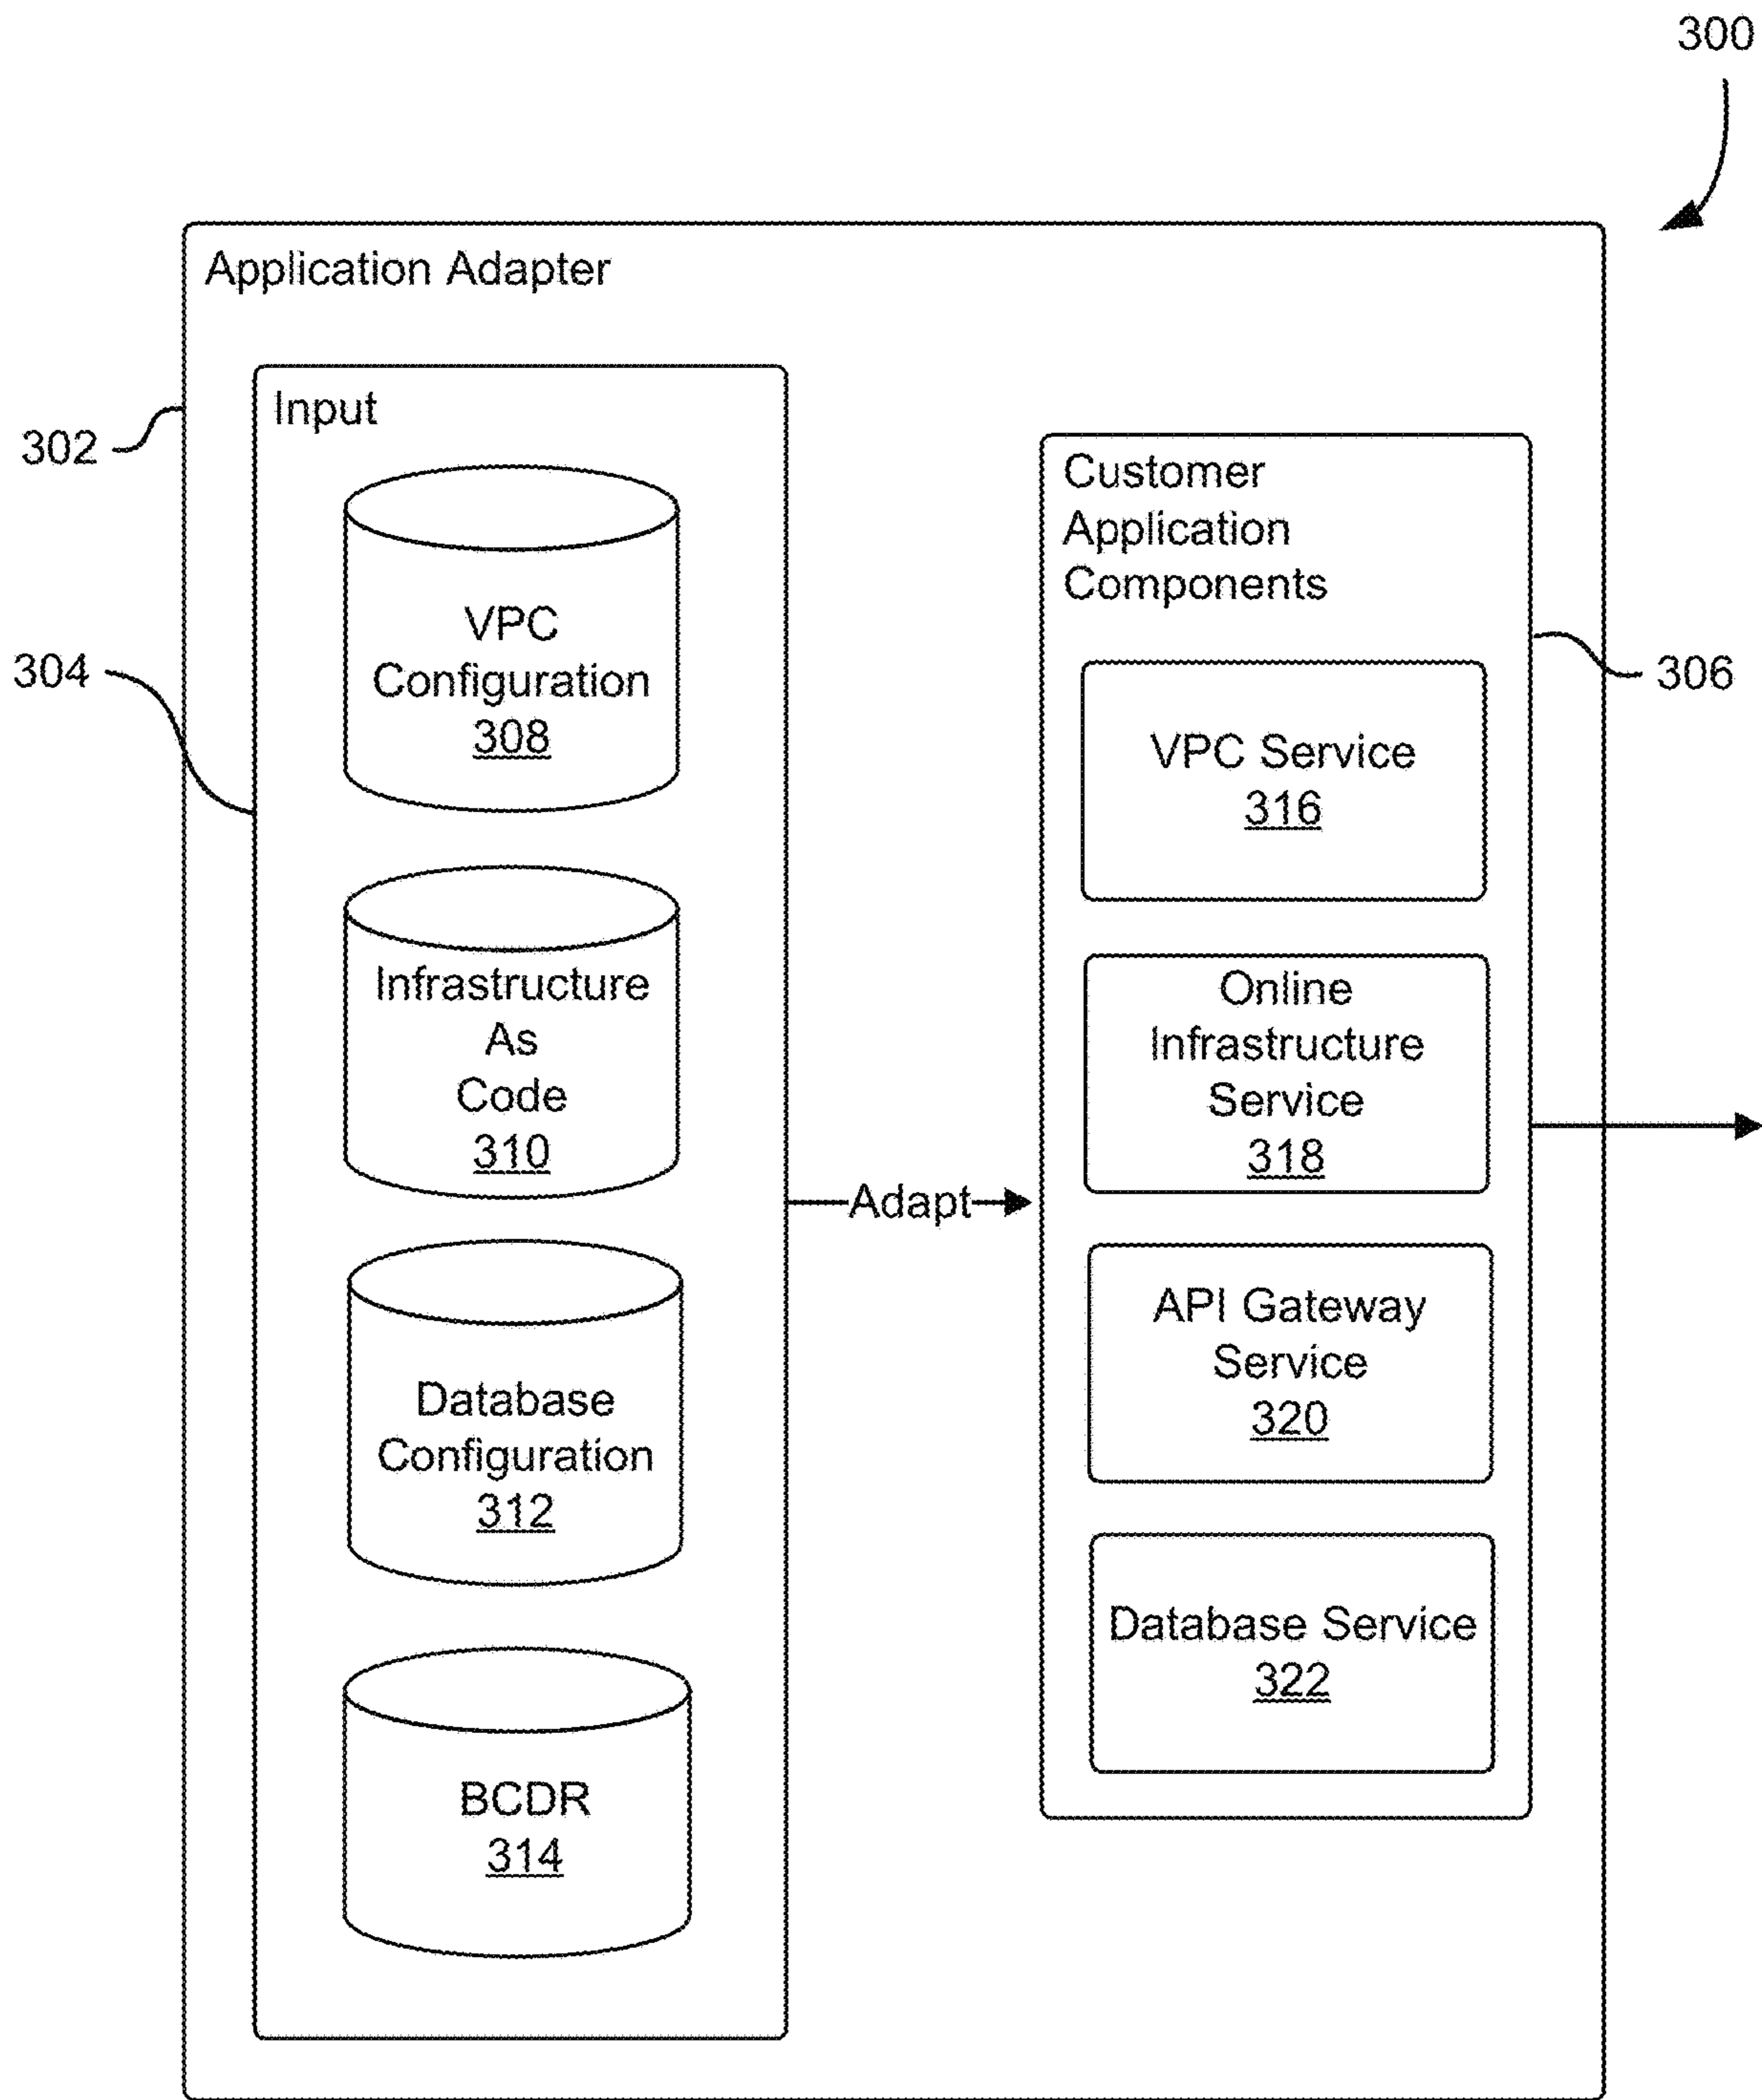 300
Application Adapter
302
304
Input
VPC
Configuration
308
Infrastructure
As
Code
310
Database
Configuration
312
BCDR
314
Adapt
Customer
Application
Components
306
VPC Service
316
Online
Infrastructure
Service
318
API Gateway
Service
320
Database Service
322